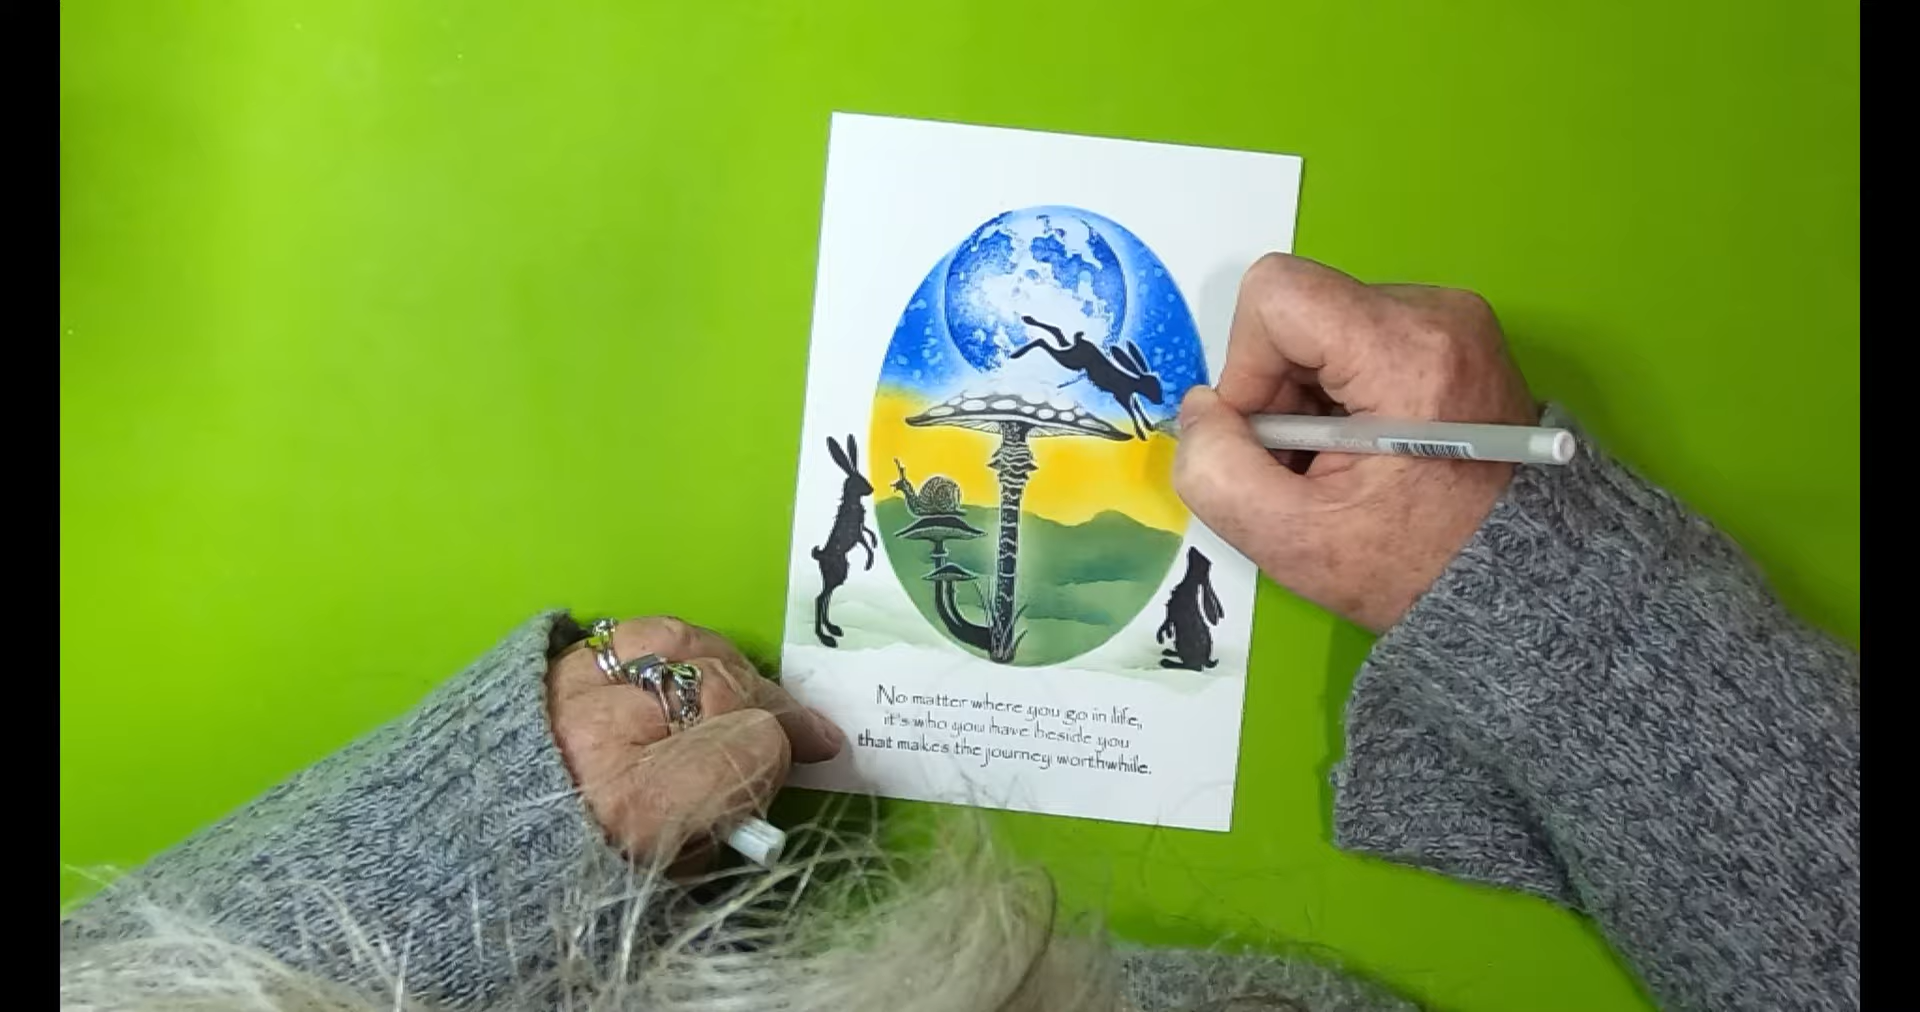 No matter where you go in life,
it's who you have beside you
that makes the journey worthwhile.